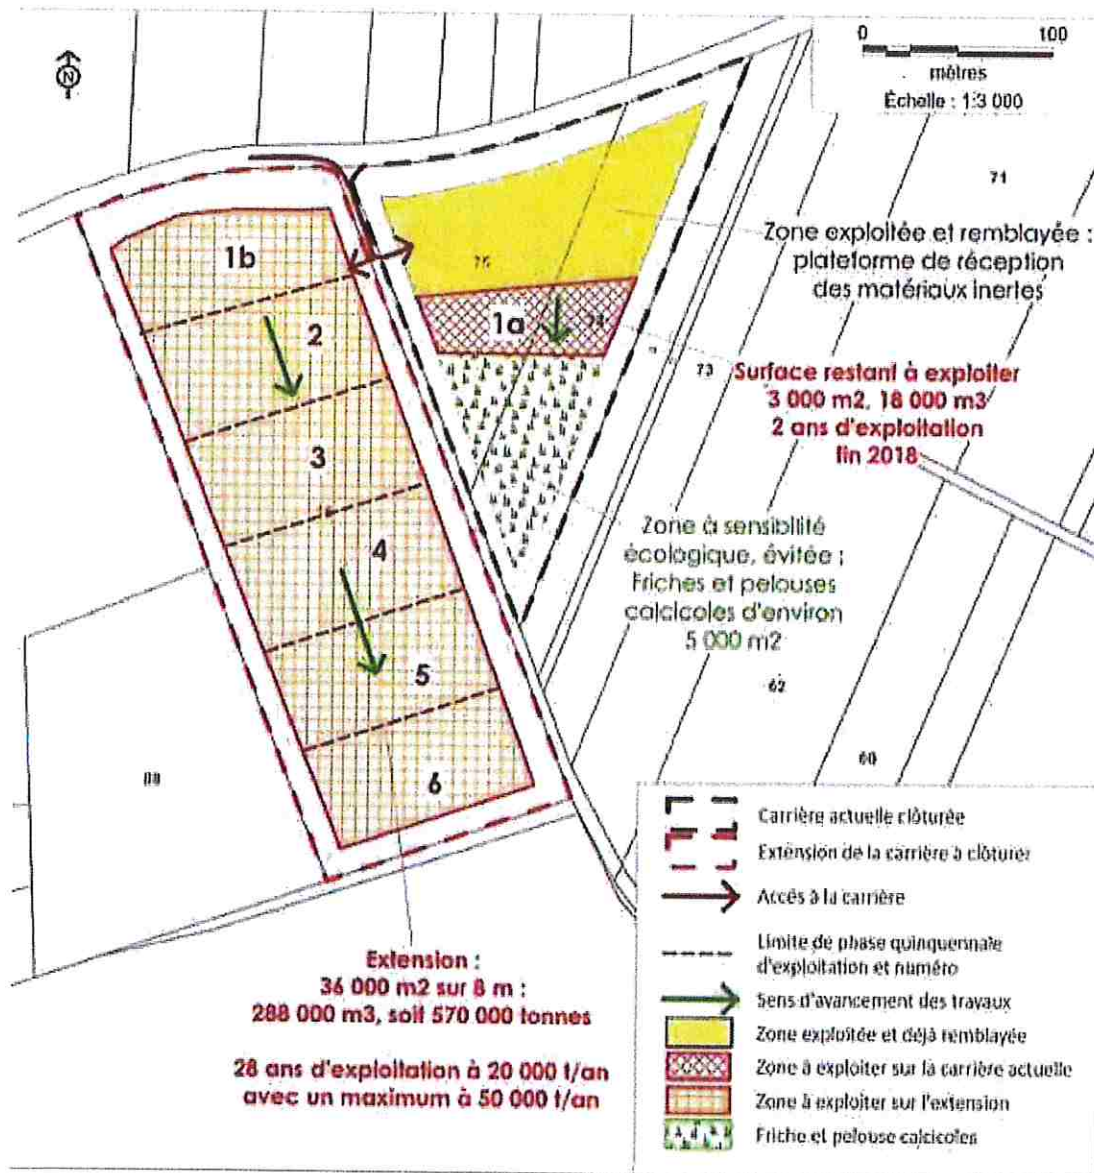 N
0 100
mètres
Échelle : 1:3 000
71
Zone exploitée et remblayée :
plateforme de réception
des matériaux inertes
1b
75
1a
74
2
73
Surface restant à exploiter
3 000 m2, 18 000 m3
2 ans d'exploitation
fin 2018
3
4
Zone à sensibilité
écologique, évitée ;
Friches et pelouses
calcicoles d'environ
5 000 m2
5
62
60
6
Carrière actuelle clôturée
Extension de la carrière à clôturer
Accès à la carrière
Limite de phase quinquennale
d'exploitation et numéro
Sens d'avancement des travaux
Zone exploitée et déjà remblayée
Zone à exploiter sur la carrière actuelle
Zone à exploiter sur l'extension
Friche et pelouse calcicoles
Extension :
36 000 m2 sur 8 m :
288 000 m3, soit 570 000 tonnes
28 ans d'exploitation à 20 000 t/an
avec un maximum à 50 000 t/an